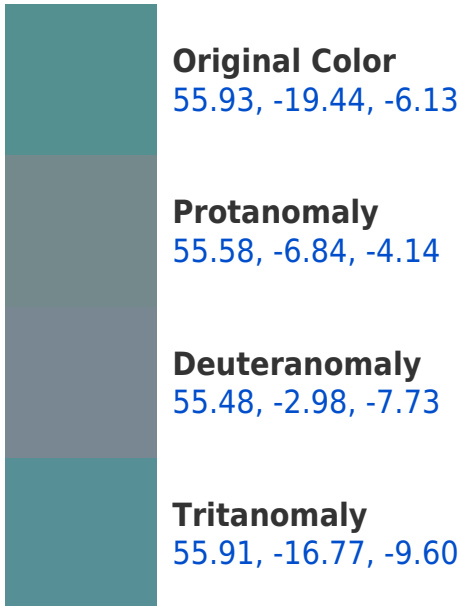 Original Color
55.93, -19.44, -6.13
Protanomaly
55.58, -6.84, -4.14
Deuteranomaly
55.48, -2.98, -7.73
Tritanomaly
55.91, -16.77, -9.60